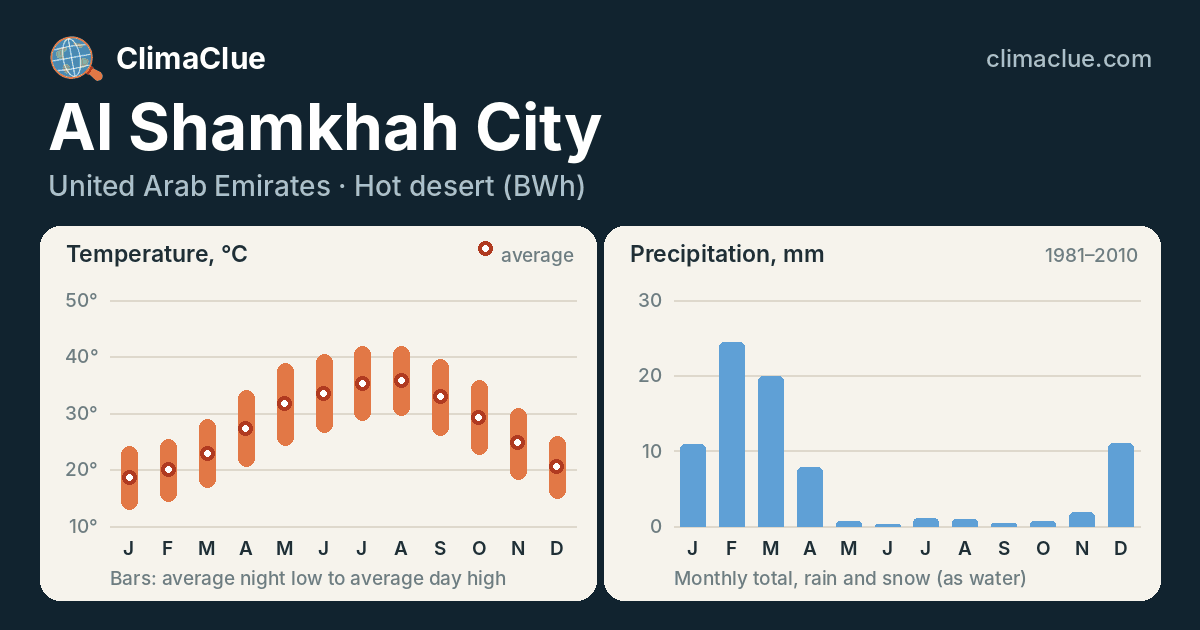 ClimaClue
climaclue.com
Al Shamkhah City
United Arab Emirates · Hot desert (BWh)
Temperature, °C
average
50°
40°
30°
20°
10°
J F M A M J J A S O N D
Bars: average night low to average day high
Precipitation, mm
1981–2010
30
20
10
0
J F M A M J J A S O N D
Monthly total, rain and snow (as water)